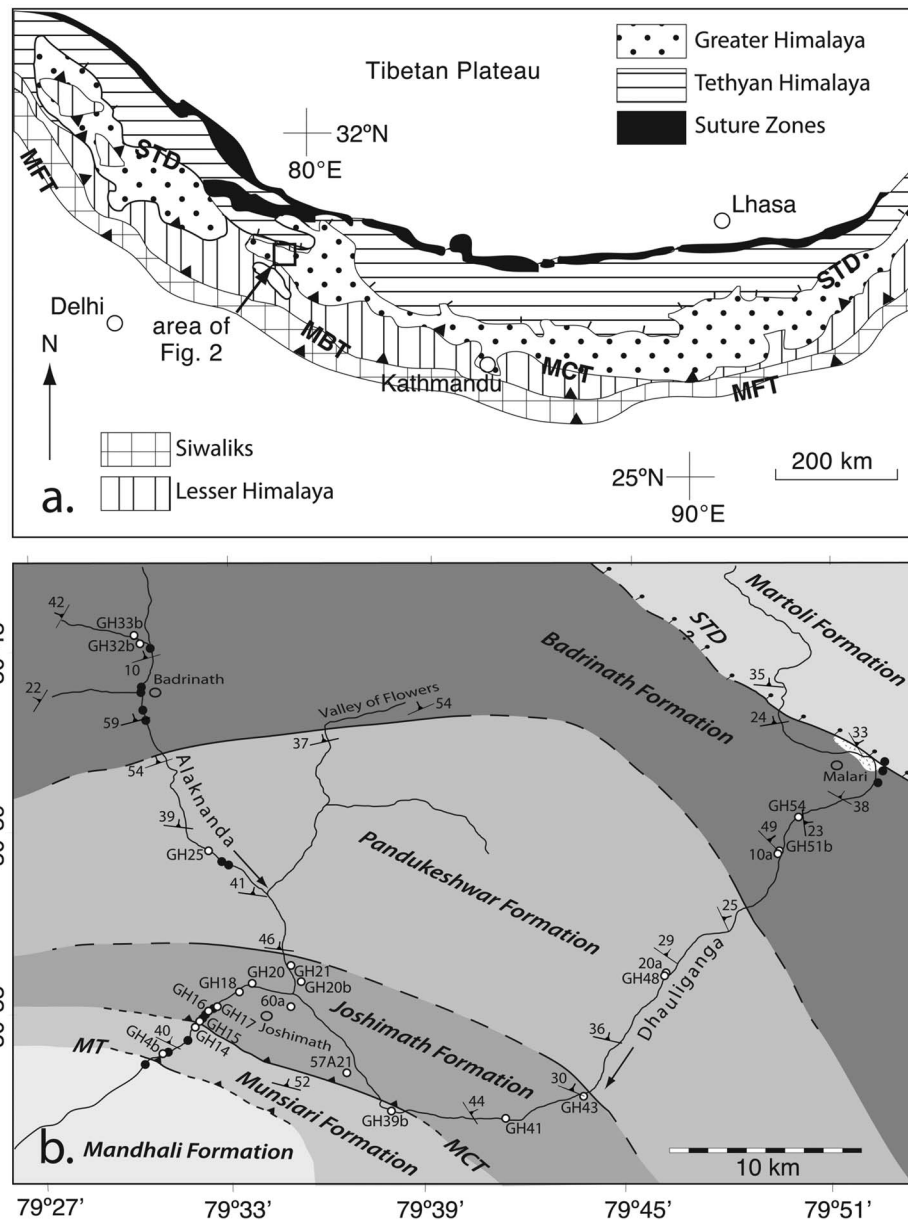 Greater Himalaya
Tethyan Himalaya
Suture Zones
Tibetan Plateau
32ºN
80°E
STD
MFT
Lhasa
STD
Delhi
area of
Fig. 2
MBT
N
Kathmandu
MCT
MFT
Siwaliks
Lesser Himalaya
25ºN
90°E
200 km
a.
42
GH33b
GH32b
10
Badrinath
22
59
54
Valley of Flowers
54
37
Badrinath Formation
STD
?
Martoli Formation
35
24
33
Malari
38
GH54
23
49
GH51b
10a
Alaknanda
39
GH25
41
Pandukeshwar Formation
25
29
20a
GH48
Dhauliganga
36
46
GH20
GH21
GH20b
GH18
60a
GH16
GH17
GH15
Joshimath
GH14
40
GH4b
MT
Joshimath Formation
57A21
52
30
GH43
44
GH41
GH39b
Munsiari Formation
MCT
Mandhali Formation
b.
10 km
79º27'
79º33'
79º39'
79º45'
79º51'